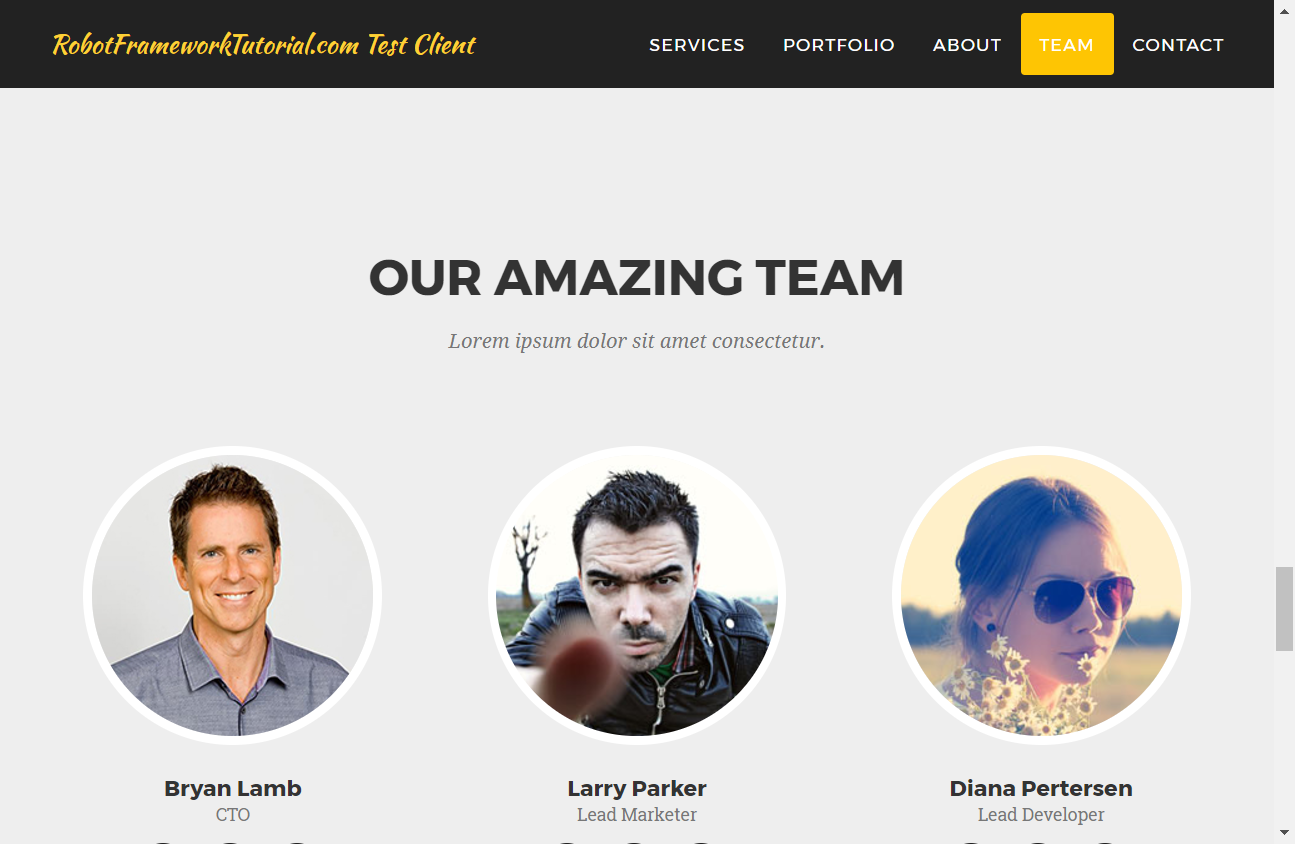 RobotFrameworkTutorial.com Test Client
SERVICES
PORTFOLIO
ABOUT
TEAM
CONTACT
OUR AMAZING TEAM
Lorem ipsum dolor sit amet consectetur.
Bryan Lamb
CTO
Larry Parker
Lead Marketer
Diana Pertersen
Lead Developer